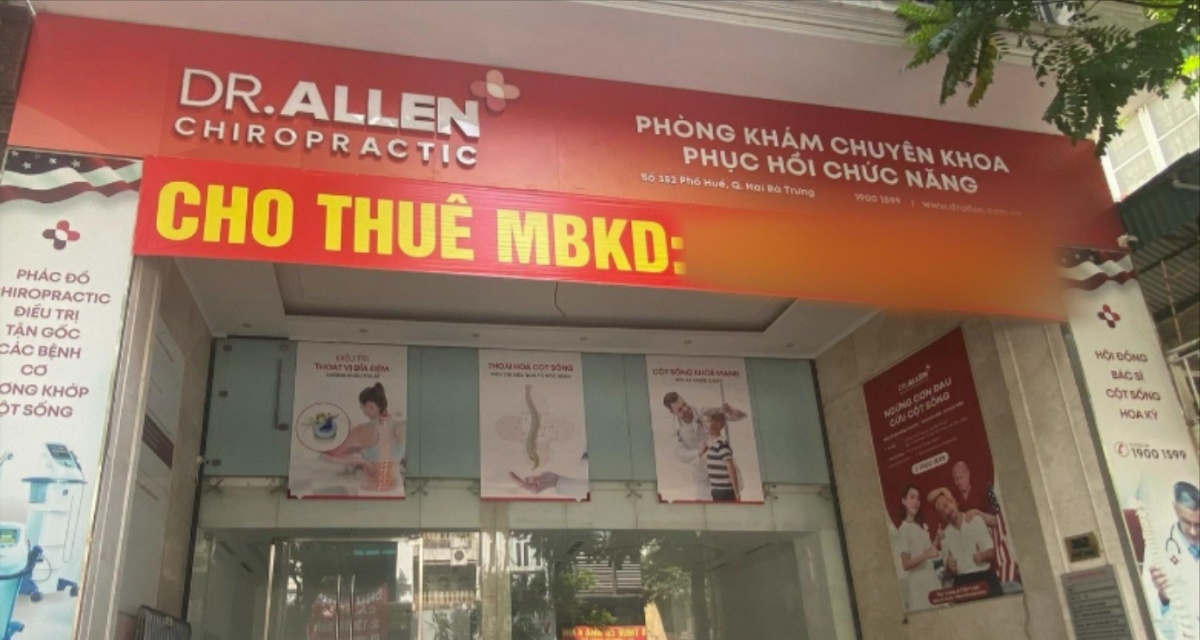 DR.ALLEN
CHIROPRACTIC
PHÒNG KHÁM CHUYÊN KHOA
PHỤC HỒI CHỨC NĂNG
Số 352 Phố Huế, Q. Hai Bà Trưng
1900 1599 | www.drallen.com.vn
CHO THUÊ MBKD:
PHÁC ĐỒ
CHIROPRACTIC
ĐIỀU TRỊ
TẬN GỐC
CÁC BỆNH
CƠ
ƯƠNG KHỚP
CỘT SỐNG
ĐIỀU TRỊ
THOÁT VỊ ĐĨA ĐỆM
THOÁI HÓA CỘT SỐNG
CỘT SỐNG KHOẺ MẠNH
DR.ALLEN
NGỪNG CƠN ĐAU
CỨU CỘT SỐNG
HỘI ĐỒNG
BÁC SĨ
CỘT SỐNG
HOA KỲ
1900 1599